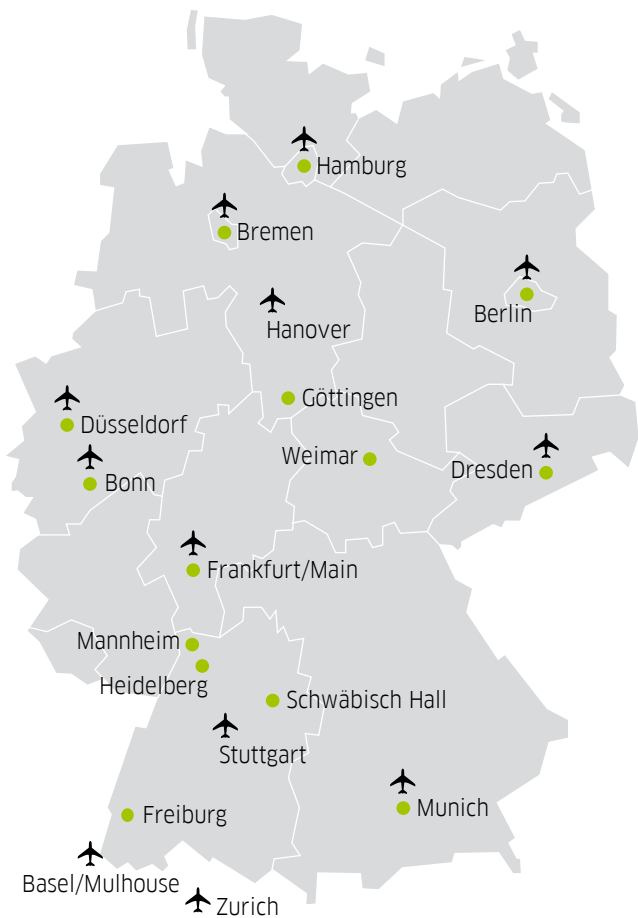 Hamburg
Bremen
Berlin
Hanover
Göttingen
Düsseldorf
Weimar
Dresden
Bonn
Frankfurt/Main
Mannheim
Heidelberg
Schwäbisch Hall
Stuttgart
Munich
Freiburg
Basel/Mulhouse
Zurich